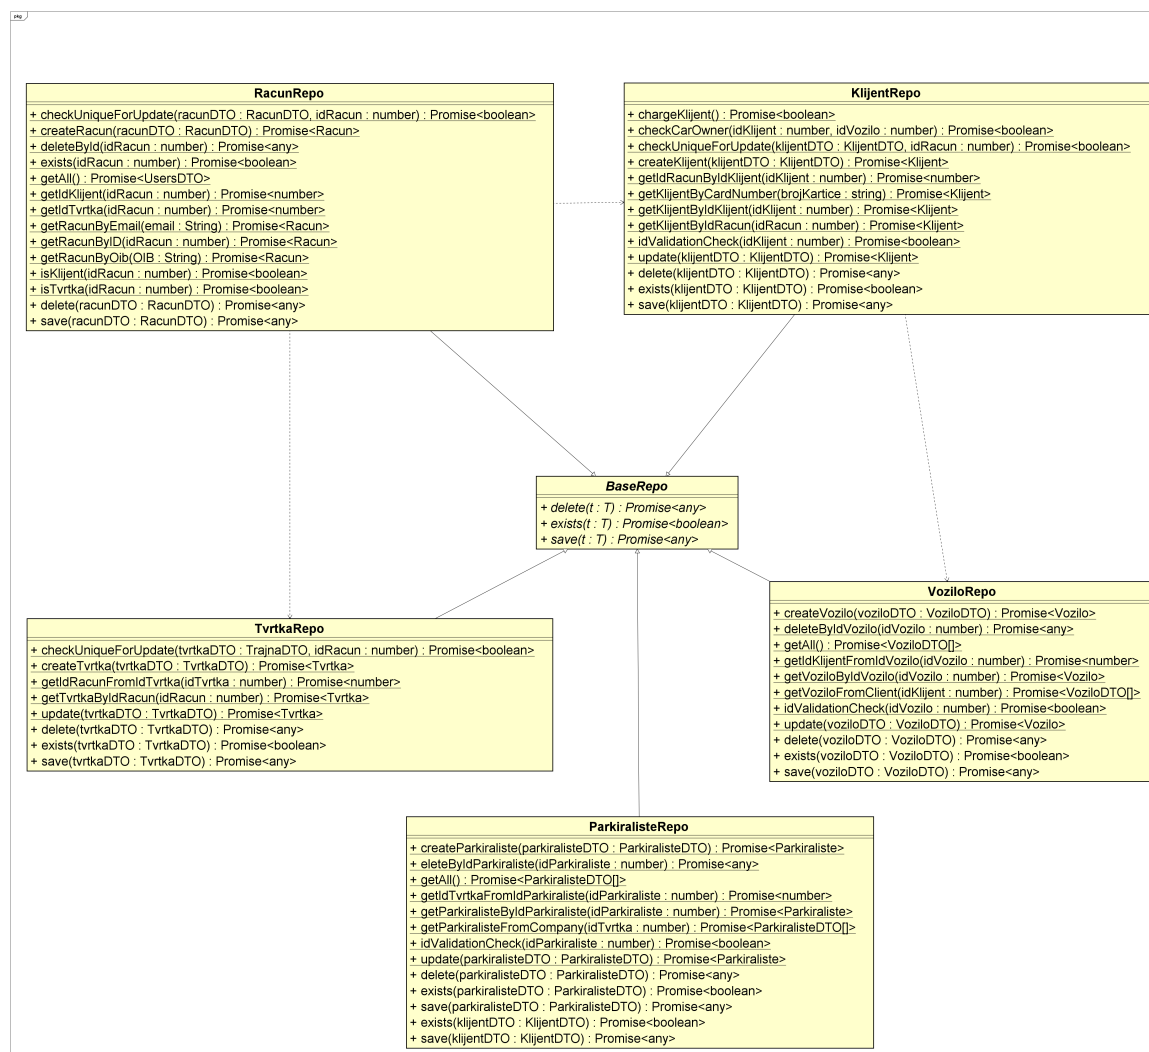 pkg
RacunRepo
+ checkUniqueForUpdate(racunDTO : RacunDTO, idRacun : number) : Promise<boolean>
+ createRacun(racunDTO : RacunDTO) : Promise<Racun>
+ deleteById(idRacun : number) : Promise<any>
+ exists(idRacun : number) : Promise<boolean>
+ getAll() : Promise<UsersDTO>
+ getIdKlijent(idRacun : number) : Promise<number>
+ getIdTvrtka(idRacun : number) : Promise<number>
+ getRacunByEmail(email : String) : Promise<Racun>
+ getRacunByID(idRacun : number) : Promise<Racun>
+ getRacunByOib(OIB : String) : Promise<Racun>
+ isKlijent(idRacun : number) : Promise<boolean>
+ isTvrtka(idRacun : number) : Promise<boolean>
+ delete(racunDTO : RacunDTO) : Promise<any>
+ save(racunDTO : RacunDTO) : Promise<any>
KlijentRepo
+ chargeKlijent() : Promise<boolean>
+ checkCarOwner(idKlijent : number, idVozilo : number) : Promise<boolean>
+ checkUniqueForUpdate(klijentDTO : KlijentDTO, idRacun : number) : Promise<boolean>
+ createKlijent(klijentDTO : KlijentDTO) : Promise<Klijent>
+ getIdRacunByIdKlijent(idKlijent : number) : Promise<number>
+ getKlijentByCardNumber(brojKartice : string) : Promise<Klijent>
+ getKlijentByIdKlijent(idKlijent : number) : Promise<Klijent>
+ getKlijentByIdRacun(idRacun : number) : Promise<Klijent>
+ idValidationCheck(idKlijent : number) : Promise<boolean>
+ update(klijentDTO : KlijentDTO) : Promise<Klijent>
+ delete(klijentDTO : KlijentDTO) : Promise<any>
+ exists(klijentDTO : KlijentDTO) : Promise<boolean>
+ save(klijentDTO : KlijentDTO) : Promise<any>
BaseRepo
+ delete(t : T) : Promise<any>
+ exists(t : T) : Promise<boolean>
+ save(t : T) : Promise<any>
TvrtkaRepo
+ checkUniqueForUpdate(tvrtkaDTO : TrajnaDTO, idRacun : number) : Promise<boolean>
+ createTvrtka(tvrtkaDTO : TvrtkaDTO) : Promise<Tvrtka>
+ getIdRacunFromIdTvrtka(idTvrtka : number) : Promise<number>
+ getTvrtkaByIdRacun(idRacun : number) : Promise<Tvrtka>
+ update(tvrtkaDTO : TvrtkaDTO) : Promise<Tvrtka>
+ delete(tvrtkaDTO : TvrtkaDTO) : Promise<any>
+ exists(tvrtkaDTO : TvrtkaDTO) : Promise<boolean>
+ save(tvrtkaDTO : TvrtkaDTO) : Promise<any>
VoziloRepo
+ createVozilo(voziloDTO : VoziloDTO) : Promise<Vozilo>
+ deleteByIdVozilo(idVozilo : number) : Promise<any>
+ getAll() : Promise<VoziloDTO[]>
+ getIdKlijentFromIdVozilo(idVozilo : number) : Promise<number>
+ getVoziloByIdVozilo(idVozilo : number) : Promise<Vozilo>
+ getVoziloFromClient(idKlijent : number) : Promise<VoziloDTO[]>
+ idValidationCheck(idVozilo : number) : Promise<boolean>
+ update(voziloDTO : VoziloDTO) : Promise<Vozilo>
+ delete(voziloDTO : VoziloDTO) : Promise<any>
+ exists(voziloDTO : VoziloDTO) : Promise<boolean>
+ save(voziloDTO : VoziloDTO) : Promise<any>
ParkiralisteRepo
+ createParkiraliste(parkiralisteDTO : ParkiralisteDTO) : Promise<Parkiraliste>
+ eleteByIdParkiraliste(idParkiraliste : number) : Promise<any>
+ getAll() : Promise<ParkiralisteDTO[]>
+ getIdTvrtkaFromIdParkiraliste(idParkiraliste : number) : Promise<number>
+ getParkiralisteByIdParkiraliste(idParkiraliste : number) : Promise<Parkiraliste>
+ getParkiralisteFromCompany(idTvrtka : number) : Promise<ParkiralisteDTO[]>
+ idValidationCheck(idParkiraliste : number) : Promise<boolean>
+ update(parkiralisteDTO : ParkiralisteDTO) : Promise<Parkiraliste>
+ delete(parkiralisteDTO : ParkiralisteDTO) : Promise<any>
+ exists(parkiralisteDTO : ParkiralisteDTO) : Promise<boolean>
+ save(parkiralisteDTO : ParkiralisteDTO) : Promise<any>
+ exists(klijentDTO : KlijentDTO) : Promise<boolean>
+ save(klijentDTO : KlijentDTO) : Promise<any>